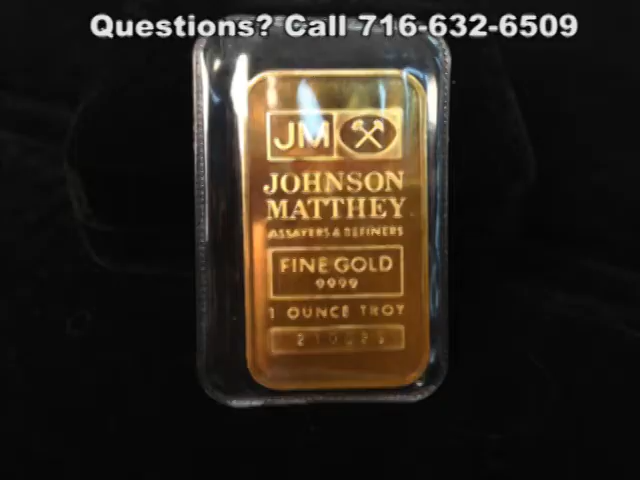 Questions? Call 716-632-6509
JM
JOHNSON
MATTHEY
ASSAYERS & REFINERS
FINE GOLD
9999
1 OUNCE TROY